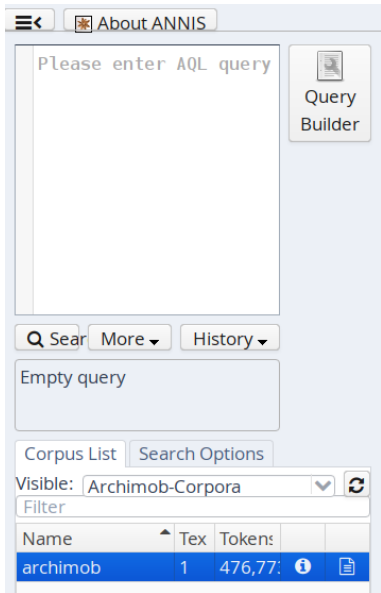 About ANNIS
Please enter AQL query
Query
Builder
Sear More History
Empty query
Corpus List Search Options
Visible: Archimob-Corpora
Filter
Name Tex Tokens
archimob 1 476,77